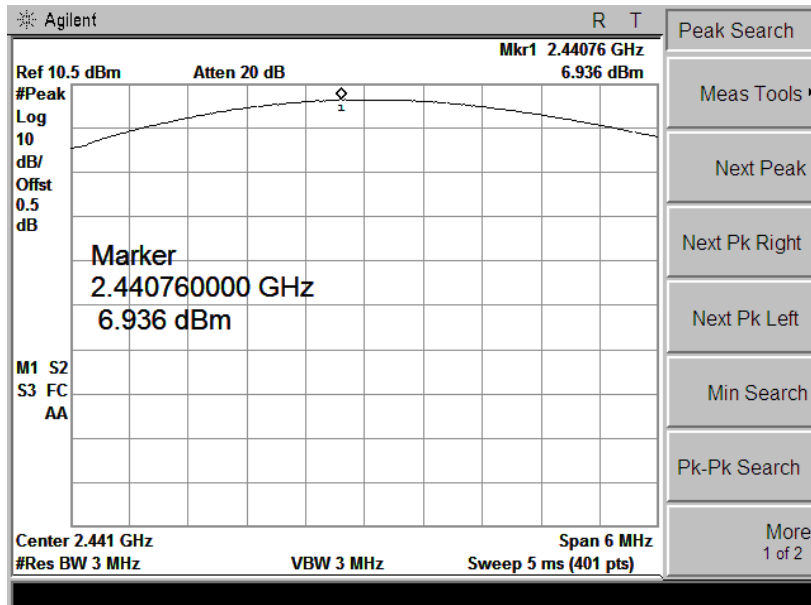 Agilent R T
Mkr1 2.44076 GHz
Ref 10.5 dBm Atten 20 dB 6.936 dBm
#Peak
Log
10
dB/
Offst
0.5
dB
1
Marker
2.440760000 GHz
6.936 dBm
M1 S2
S3 FC
AA
Center 2.441 GHz Span 6 MHz
#Res BW 3 MHz VBW 3 MHz Sweep 5 ms (401 pts)
Peak Search
Meas Tools
Next Peak
Next Pk Right
Next Pk Left
Min Search
Pk-Pk Search
More
1 of 2